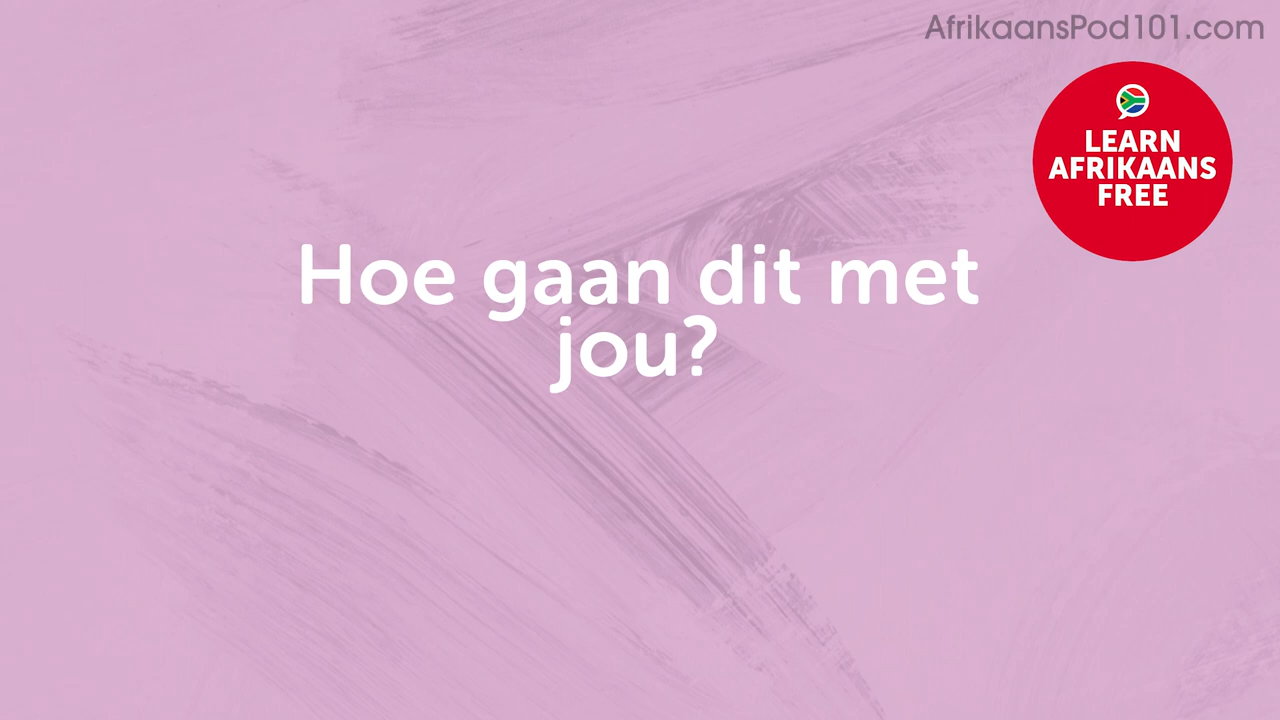 AfrikaansPod101.com
LEARN
AFRIKAANS
FREE
Hoe gaan dit met
jou?